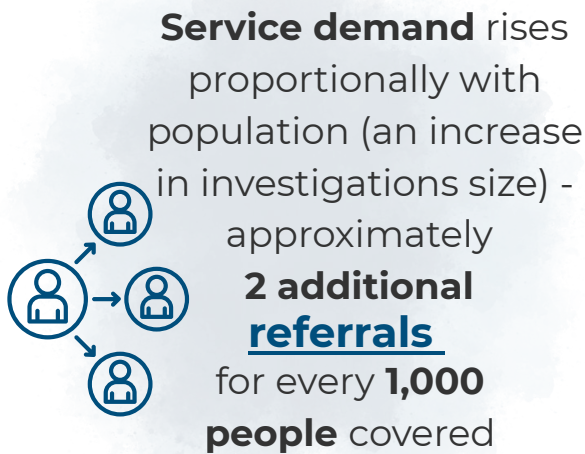 Service demand rises
proportionally with
population (an increase
in investigations size) -
approximately
2 additional
referrals
for every 1,000
people covered